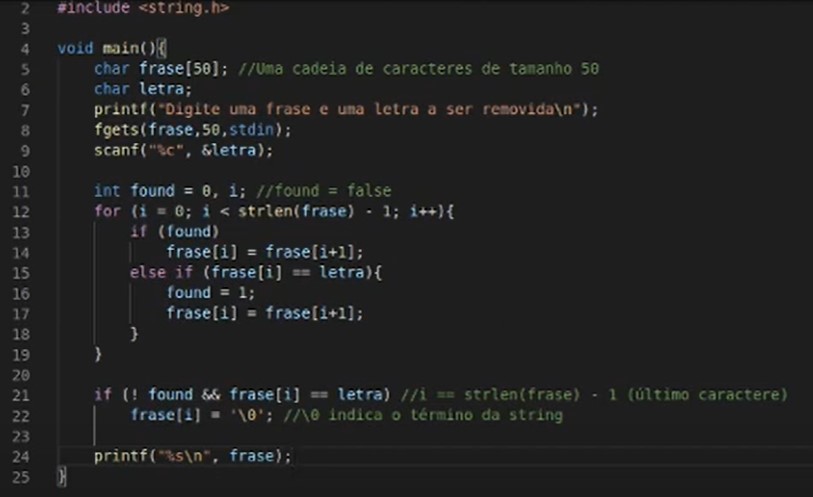 2 #include <string.h>
3
4 void main(){
5 char frase[50]; //Uma cadeia de caracteres de tamanho 50
6 char letra;
7 printf("Digite uma frase e uma letra a ser removida\n");
8 fgets(frase,50,stdin);
9 scanf("%c", &letra);
10
11 int found = 0, i; //found = false
12 for (i = 0; i < strlen(frase) - 1; i++){
13 if (found)
14 frase[i] = frase[i+1];
15 else if (frase[i] == letra){
16 found = 1;
17 frase[i] = frase[i+1];
18 }
19 }
20
21 if (! found && frase[i] == letra) //i == strlen(frase) - 1 (último caractere)
22 frase[i] = '\0'; //\0 indica o término da string
23
24 printf("%s\n", frase);
25 }